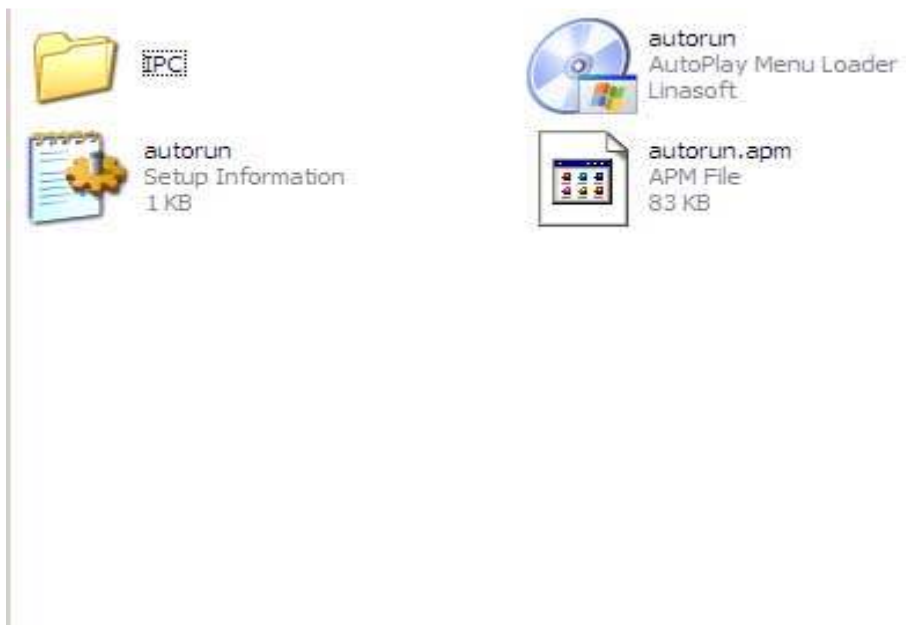 IPC
autorun
AutoPlay Menu Loader
Linasoft
autorun
Setup Information
1 KB
autorun.apm
APM File
83 KB